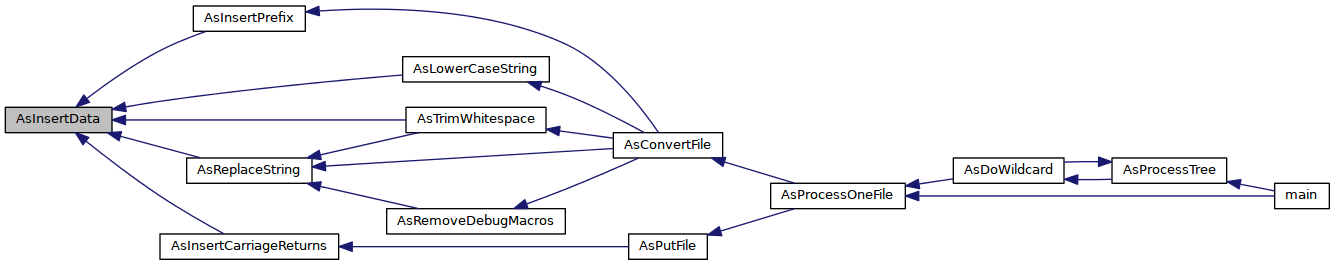 AsInsertPrefix
AsLowerCaseString
AsInsertData
AsTrimWhitespace
AsConvertFile
AsReplaceString
AsDoWildcard
AsProcessTree
AsProcessOneFile
main
AsRemoveDebugMacros
AsInsertCarriageReturns
AsPutFile